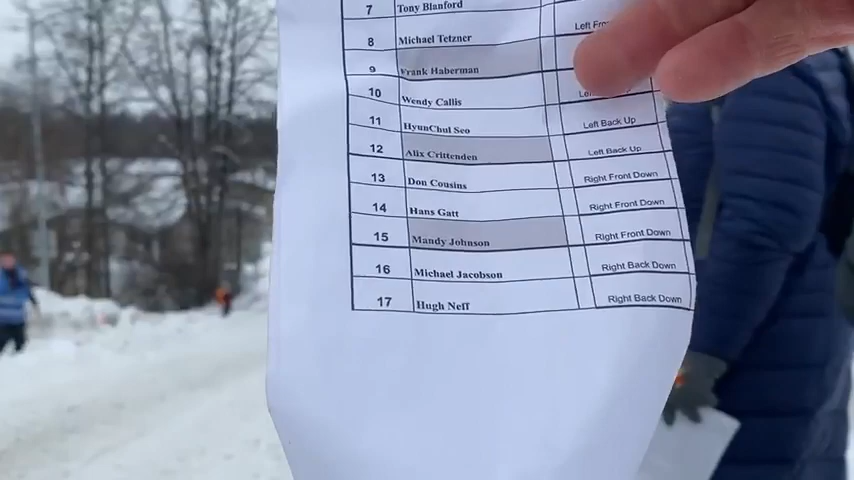 7 Tony Blanford
8 Michael Tetzner Left
9 Frank Haberman
10 Wendy Callis
11 HyunChul Seo Left Back Up
12 Alix Crittenden Left Back Up
13 Don Cousins Right Front Down
14 Hans Gatt Right Front Down
15 Mandy Johnson Right Front Down
16 Michael Jacobson Right Back Down
17 Hugh Neff Right Back Down